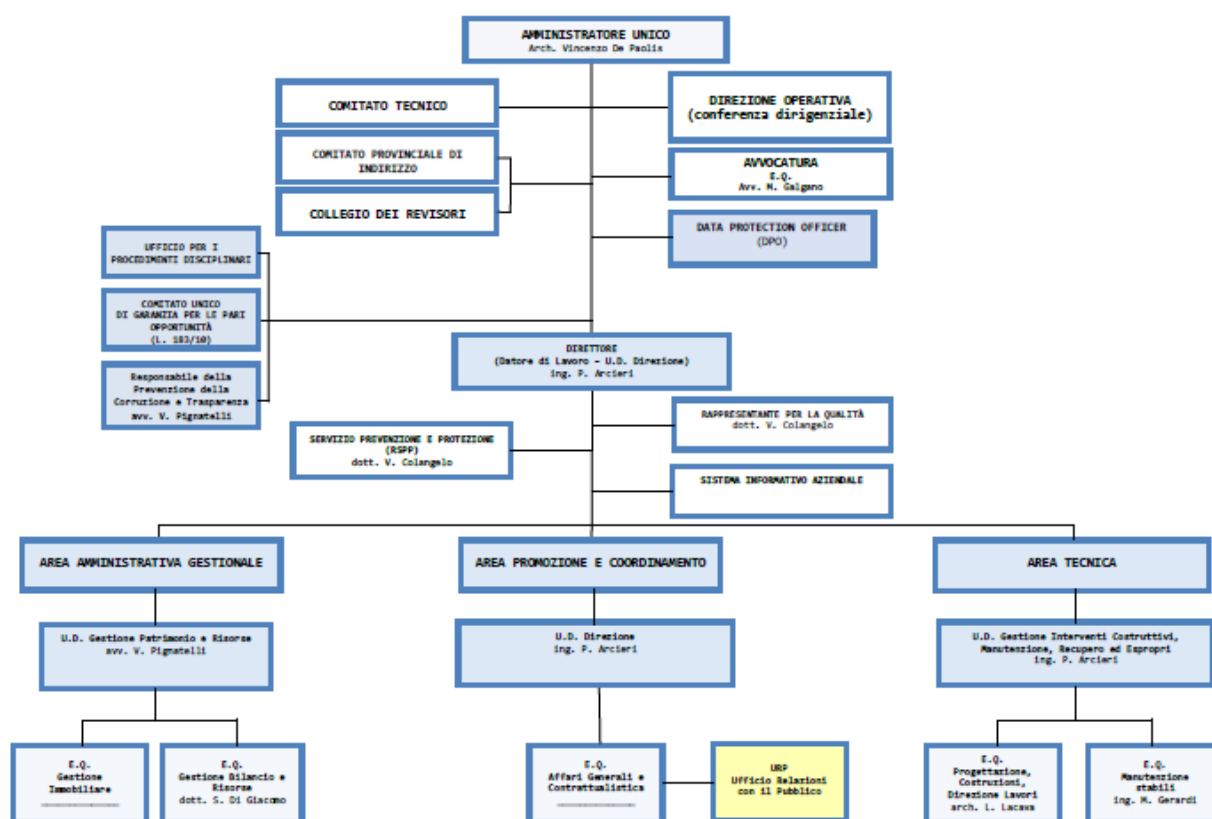 AMMINISTRATORE UNICO
Arch. Vincenzo De Paolis
COMITATO TECNICO
DIREZIONE OPERATIVA
(conferenza dirigenziale)
COMITATO PROVINCIALE DI
INDIRIZZO
AVVOCATURA
E.Q.
Avv. M. Galgano
COLLEGIO DEI REVISORI
DATA PROTECTION OFFICER
(DPO)
UFFICIO PER I
PROCEDIMENTI DISCIPLINARI
COMITATO UNICO
DI GARANZIA PER LE PARI
OPPORTUNITÀ
(L. 183/10)
Responsabile della
Prevenzione della
Corruzione e Trasparenza
avv. V. Pignatelli
DIRETTORE
(Datore di Lavoro - U.D. Direzione)
ing. P. Arcieri
RAPPRESENTANTE PER LA QUALITÀ
dott. V. Colangelo
SERVIZIO PREVENZIONE E PROTEZIONE
(RSPP)
dott. V. Colangelo
SISTEMA INFORMATIVO AZIENDALE
AREA AMMINISTRATIVA GESTIONALE
AREA PROMOZIONE E COORDINAMENTO
AREA TECNICA
U.D. Gestione Patrimonio e Risorse
avv. V. Pignatelli
U.D. Direzione
ing. P. Arcieri
U.D. Gestione Interventi Costruttivi,
Manutenzione, Recupero ed Espropri
ing. P. Arcieri
E.Q.
Gestione
Immobiliare
E.Q.
Gestione Bilancio e
Risorse
dott. S. Di Giacomo
E.Q.
Affari Generali e
Contrattualistica
URP
Ufficio Relazioni
con il Pubblico
E.Q.
Progettazione,
Costruzioni,
Direzione Lavori
arch. L. Lacava
E.Q.
Manutenzione
stabili
ing. M. Gerardi